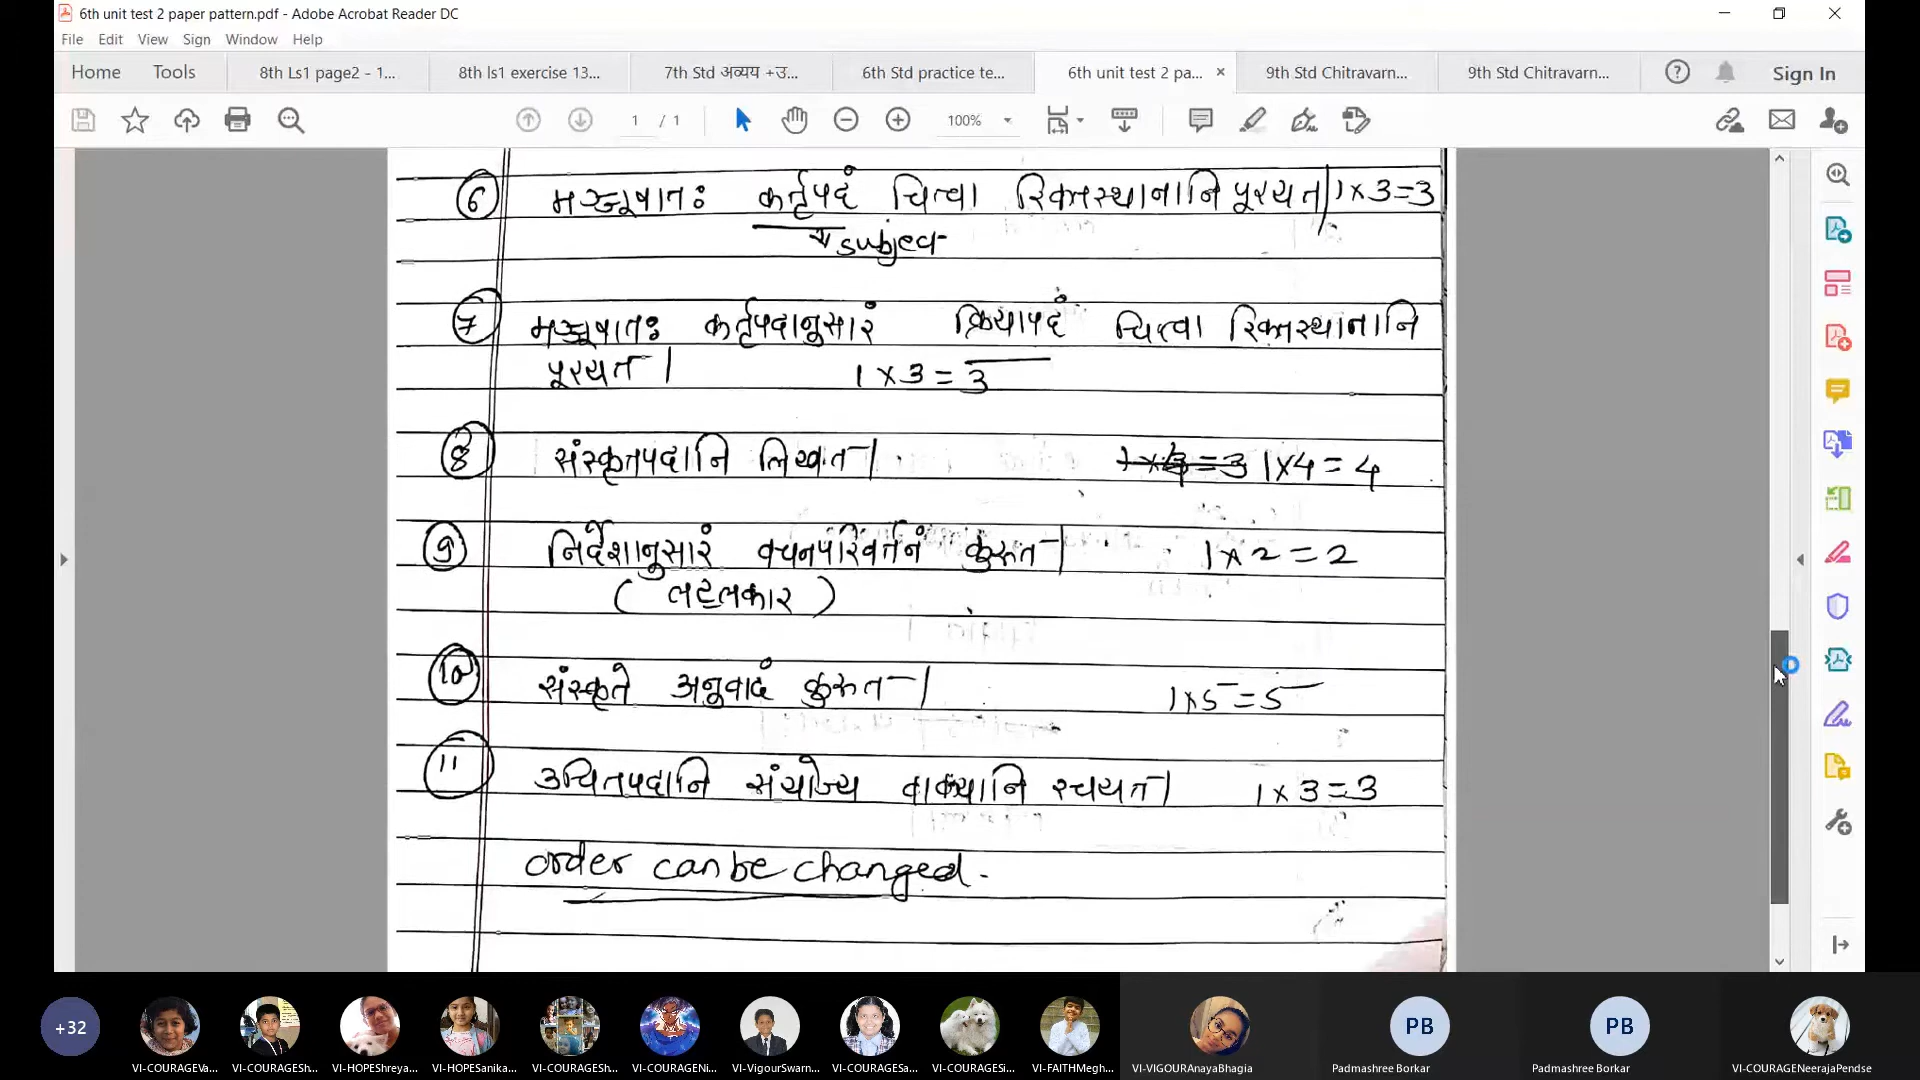 6th unit test 2 paper pattern.pdf - Adobe Acrobat Reader DC
File Edit View Sign Window Help
Home Tools 8th Ls1 page2 - 1... 8th ls1 exercise 13... 7th Std अव्यय +उ... 6th Std practice te... 6th unit test 2 pa... × 9th Std Chitravarn... 9th Std Chitravarn... Sign In
1 / 1 100%
6 मञ्जूषातः कर्तृपदं चित्वा रिक्तस्थानानि पूरयत| 1x3=3
subject
7 मञ्जूषातः कर्तृपदानुसारं क्रियापदं चित्वा रिक्तस्थानानि
पूरयत| 1 x 3 = 3
8 संस्कृतपदानि लिखत| 1x4 = 4
9 निर्देशानुसारं वचनपरिवर्तनं कुरुत| 1 x 2 = 2
( लट्लकार )
10 संस्कृते अनुवादं कुरुत| 1x5 = 5
11 उचितपदानि संयोज्य वाक्यानि रचयत| 1 x 3 = 3
order can be changed.
+32
VI-COURAGEVa... VI-COURAGESh... VI-HOPEShreya... VI-HOPESanika... VI-COURAGESh... VI-COURAGENi... VI-VigourSwarn... VI-COURAGESa... VI-COURAGESi... VI-FAITHMegh... VI-VIGOURAnayaBhagia PB Padmashree Borkar PB Padmashree Borkar VI-COURAGENeerajaPendse